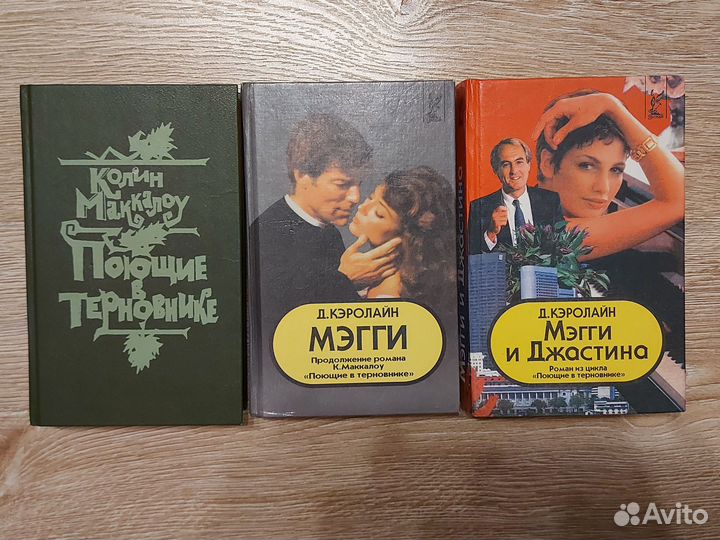 Колин
Маккалоу
Поющие
в
терновнике
Д.КЭРОЛАЙН
МЭГГИ
Продолжение романа
К.Маккалоу
«Поющие в терновнике»
МЭГГИ И ДЖАСТИНА
Д.КЭРОЛАЙН
Мэгги
и Джастина
Роман из цикла
«Поющие в терновнике»
Avito